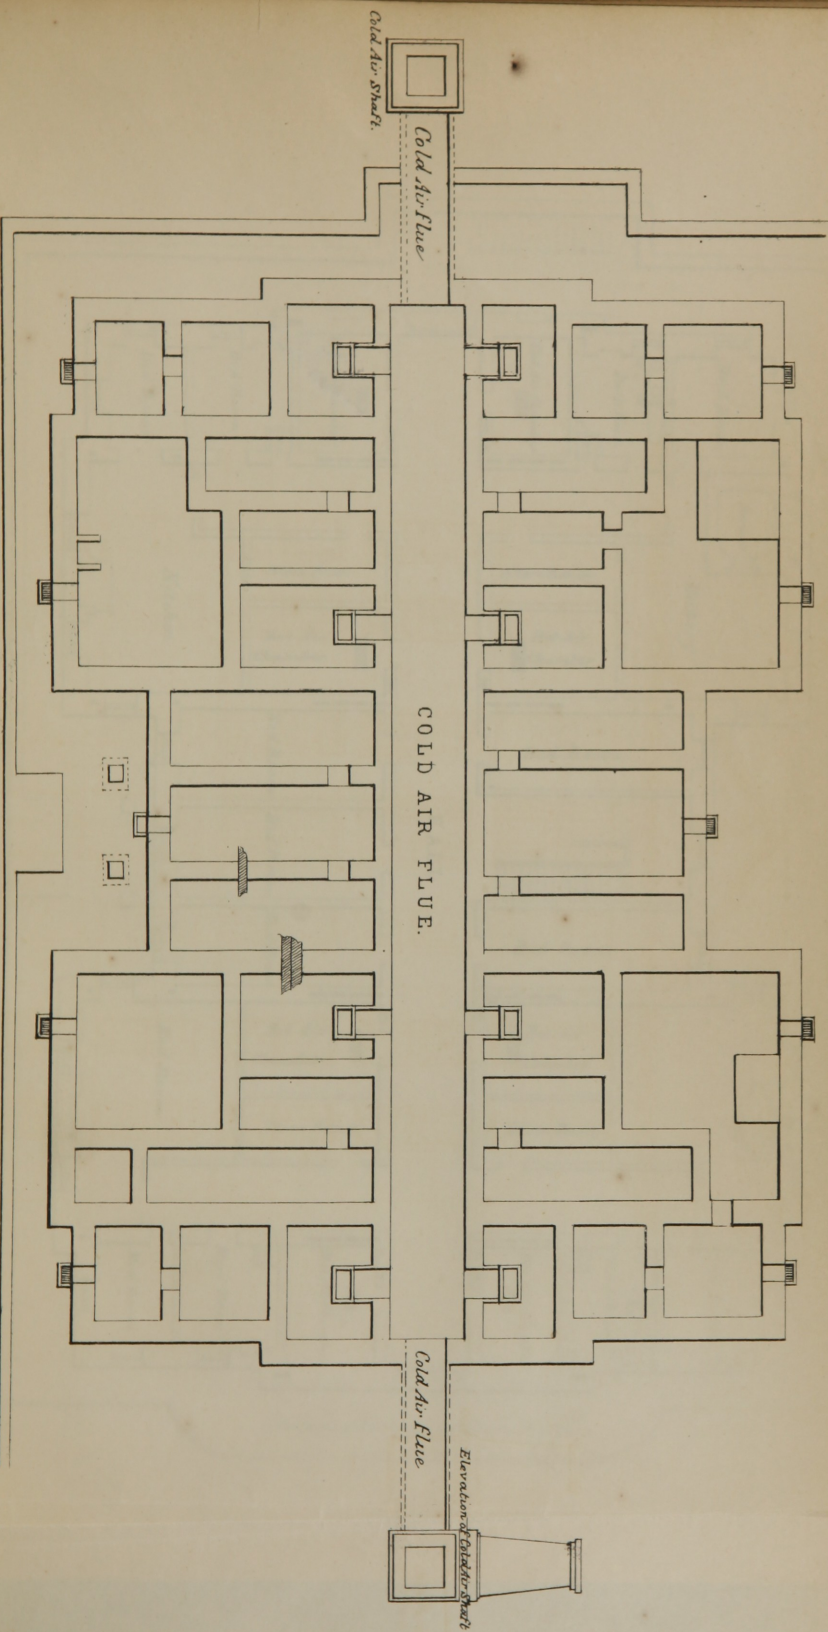 Cold Air Shaft.
Cold Air flue
COLD AIR FLUE.
Cold Air flue
Elevation of Cold Air Shaft